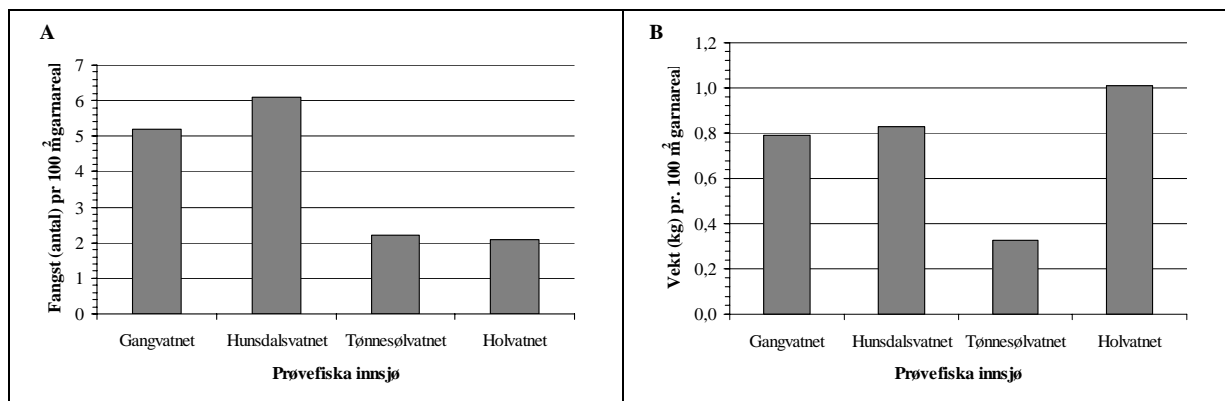 A
Fangst (antal) pr 100 m² garnareal
7
6
5
4
3
2
1
0
Gangvatnet Hunsdalsvatnet Tønnesølvatnet Holvatnet
Prøvefiska innsjø
B
Vekt (kg) pr. 100 m² garnareal
1,2
1,0
0,8
0,6
0,4
0,2
0,0
Gangvatnet Hunsdalsvatnet Tønnesølvatnet Holvatnet
Prøvefiska innsjø